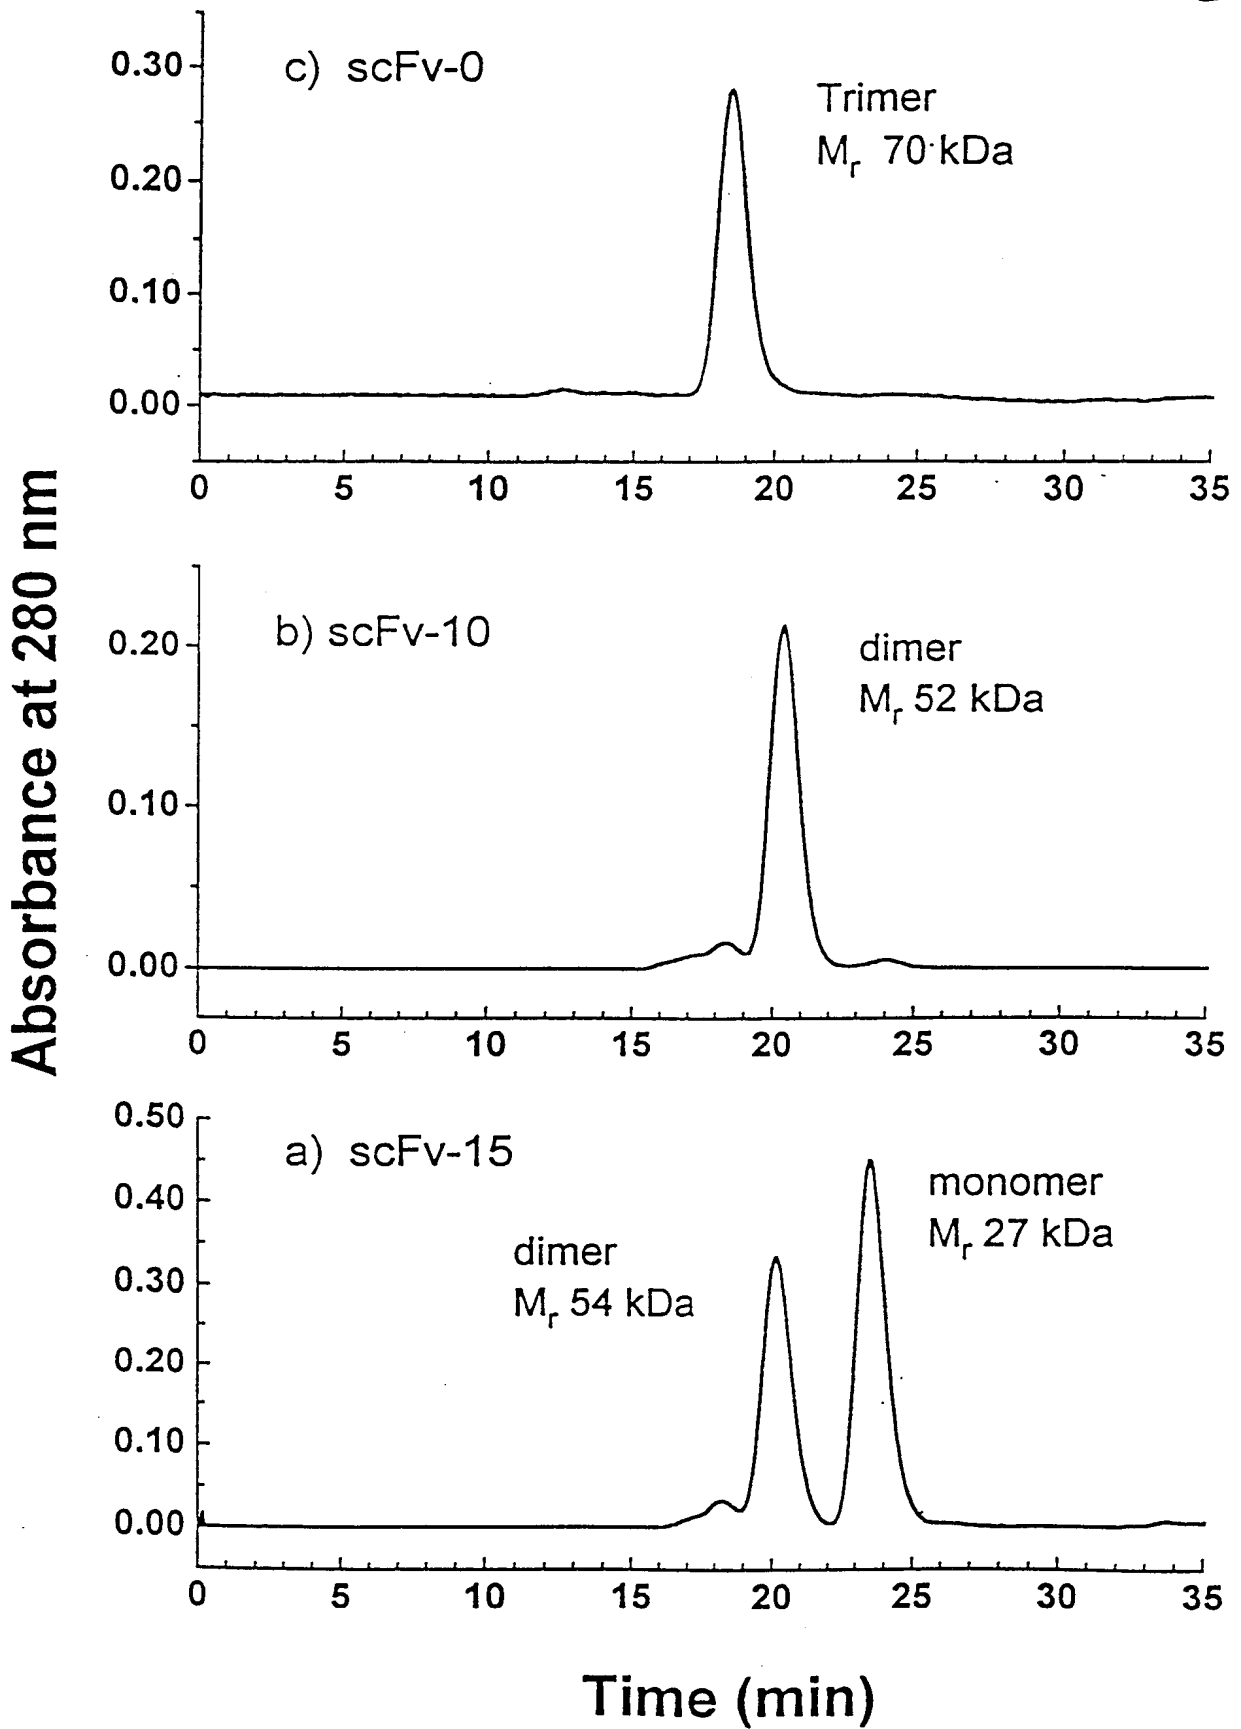 c) scFv-0
Trimer
Mr 70 kDa
0.30
0.20
0.10
0.00
0 5 10 15 20 25 30 35
Absorbance at 280 nm
b) scFv-10
dimer
Mr 52 kDa
0.20
0.10
0.00
0 5 10 15 20 25 30 35
a) scFv-15
monomer
Mr 27 kDa
dimer
Mr 54 kDa
0.50
0.40
0.30
0.20
0.10
0.00
0 5 10 15 20 25 30 35
Time (min)